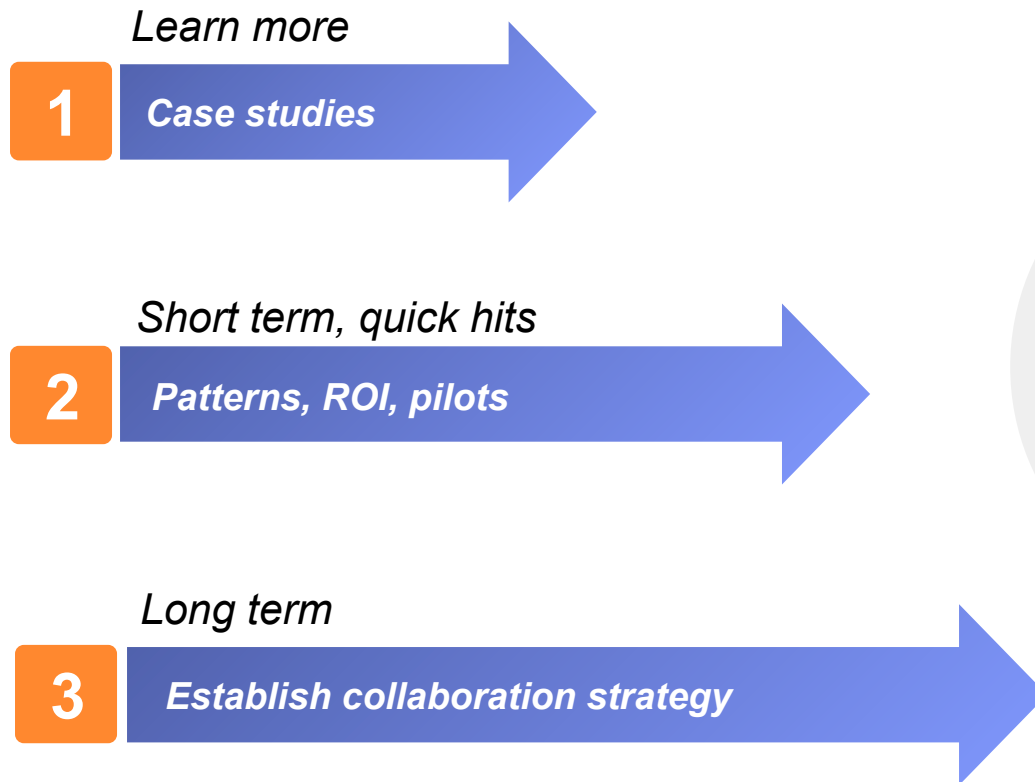 Learn more
1
Case studies
Short term, quick hits
2
Patterns, ROI, pilots
Long term
3
Establish collaboration strategy